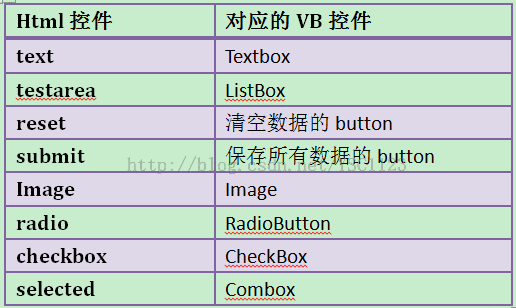 Html 控件 对应的 VB 控件
text Textbox
testarea ListBox
reset 清空数据的 button
submit 保存所有数据的 button
http://blog.csdn.net/TSCL123
Image Image
radio RadioButton
checkbox CheckBox
selected Combox